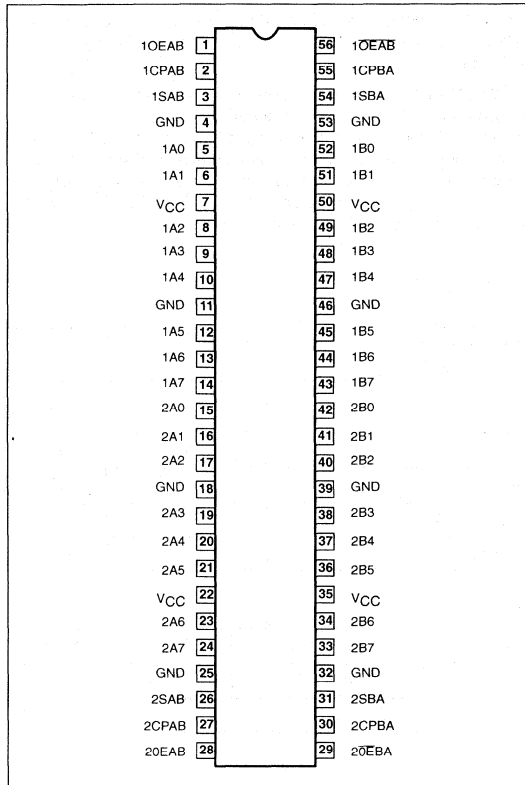 1OEAB 1 56 1O̅E̅A̅B̅
1CPAB 2 55 1CPBA
1SAB 3 54 1SBA
GND 4 53 GND
1A0 5 52 1B0
1A1 6 51 1B1
VCC 7 50 VCC
1A2 8 49 1B2
1A3 9 48 1B3
1A4 10 47 1B4
GND 11 46 GND
1A5 12 45 1B5
1A6 13 44 1B6
1A7 14 43 1B7
2A0 15 42 2B0
2A1 16 41 2B1
2A2 17 40 2B2
GND 18 39 GND
2A3 19 38 2B3
2A4 20 37 2B4
2A5 21 36 2B5
VCC 22 35 VCC
2A6 23 34 2B6
2A7 24 33 2B7
GND 25 32 GND
2SAB 26 31 2SBA
2CPAB 27 30 2CPBA
2OEAB 28 29 2O̅E̅BA